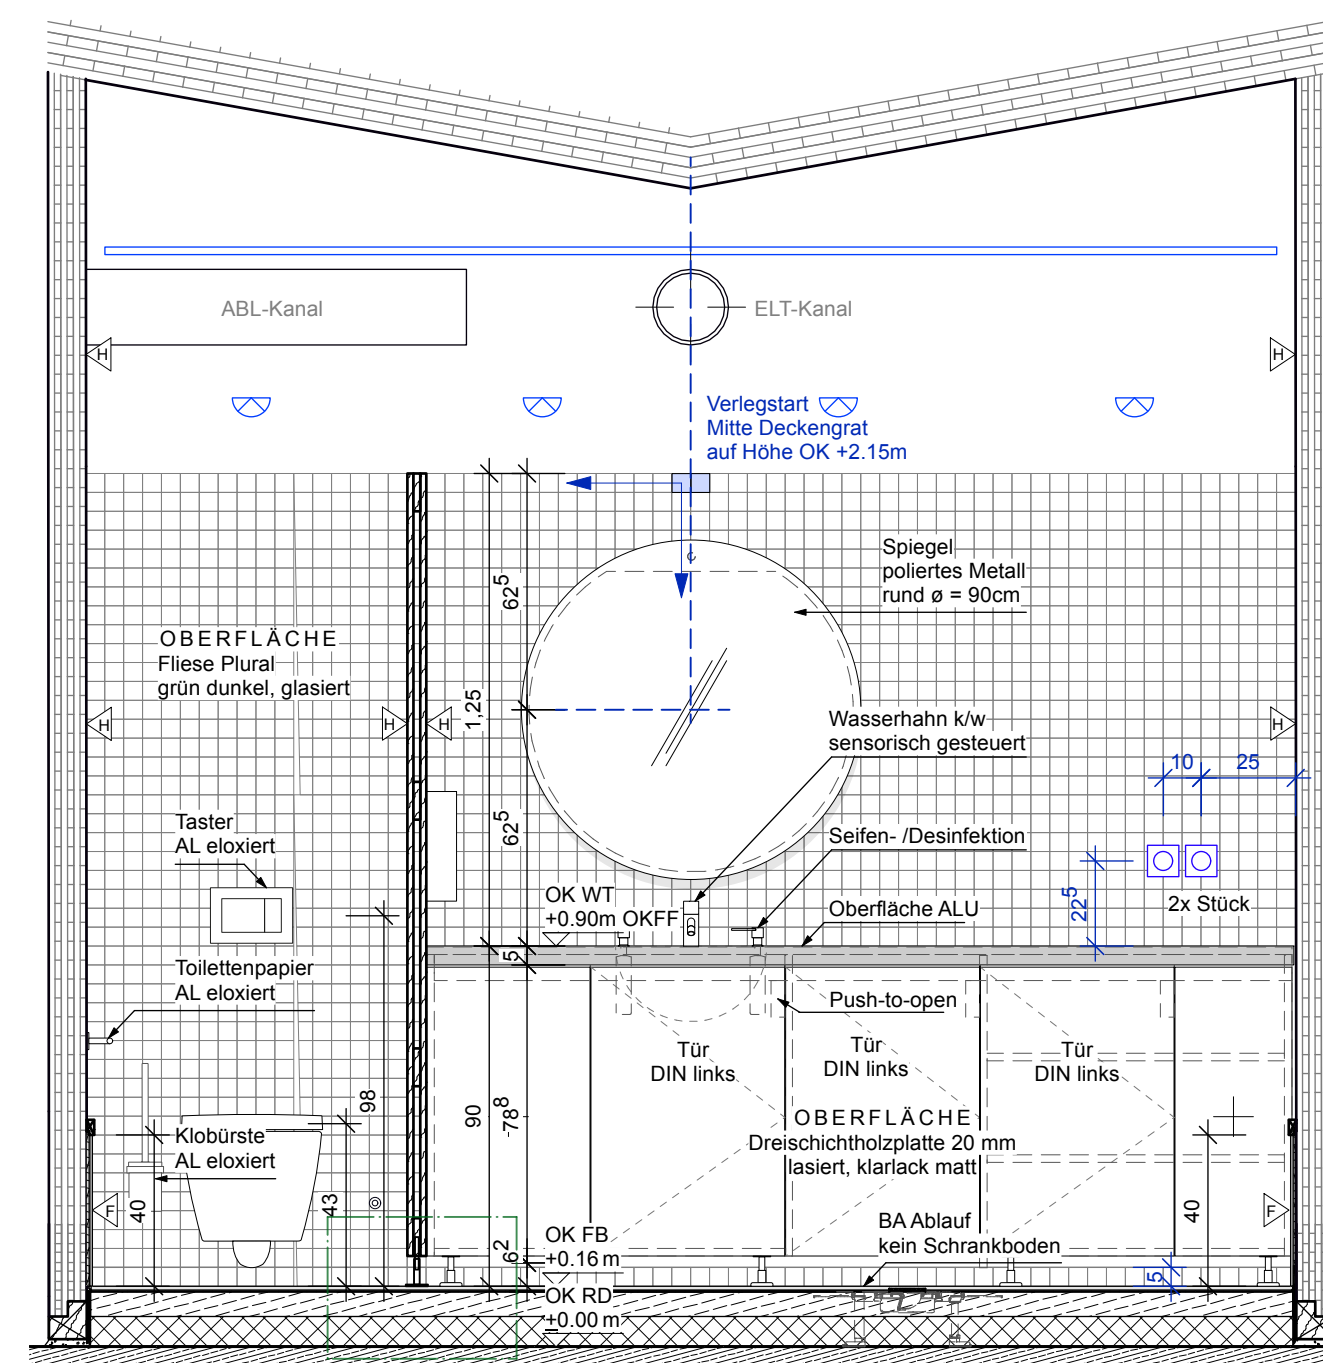 ABL-Kanal
ELT-Kanal
H
H
Verlegstart
Mitte Deckengrat
auf Höhe OK +2.15m
Spiegel
poliertes Metall
rund ø = 90cm
62⁵
OBERFLÄCHE
Fliese Plural
grün dunkel, glasiert
1,25
H
H
H
H
Wasserhahn k/w
sensorisch gesteuert
10
25
Taster
AL eloxiert
62⁵
Seifen- /Desinfektion
OK WT
+0.90m OKFF
Oberfläche ALU
22⁵
2x Stück
5
Toilettenpapier
AL eloxiert
Push-to-open
Tür
DIN links
Tür
DIN links
Tür
DIN links
98
90
78⁸
OBERFLÄCHE
Dreischichtholzplatte 20 mm
lasiert, klarlack matt
Klobürste
AL eloxiert
F
40
43
40
F
BA Ablauf
kein Schrankboden
6²
OK FB
+0.16 m
5
OK RD
+0.00 m